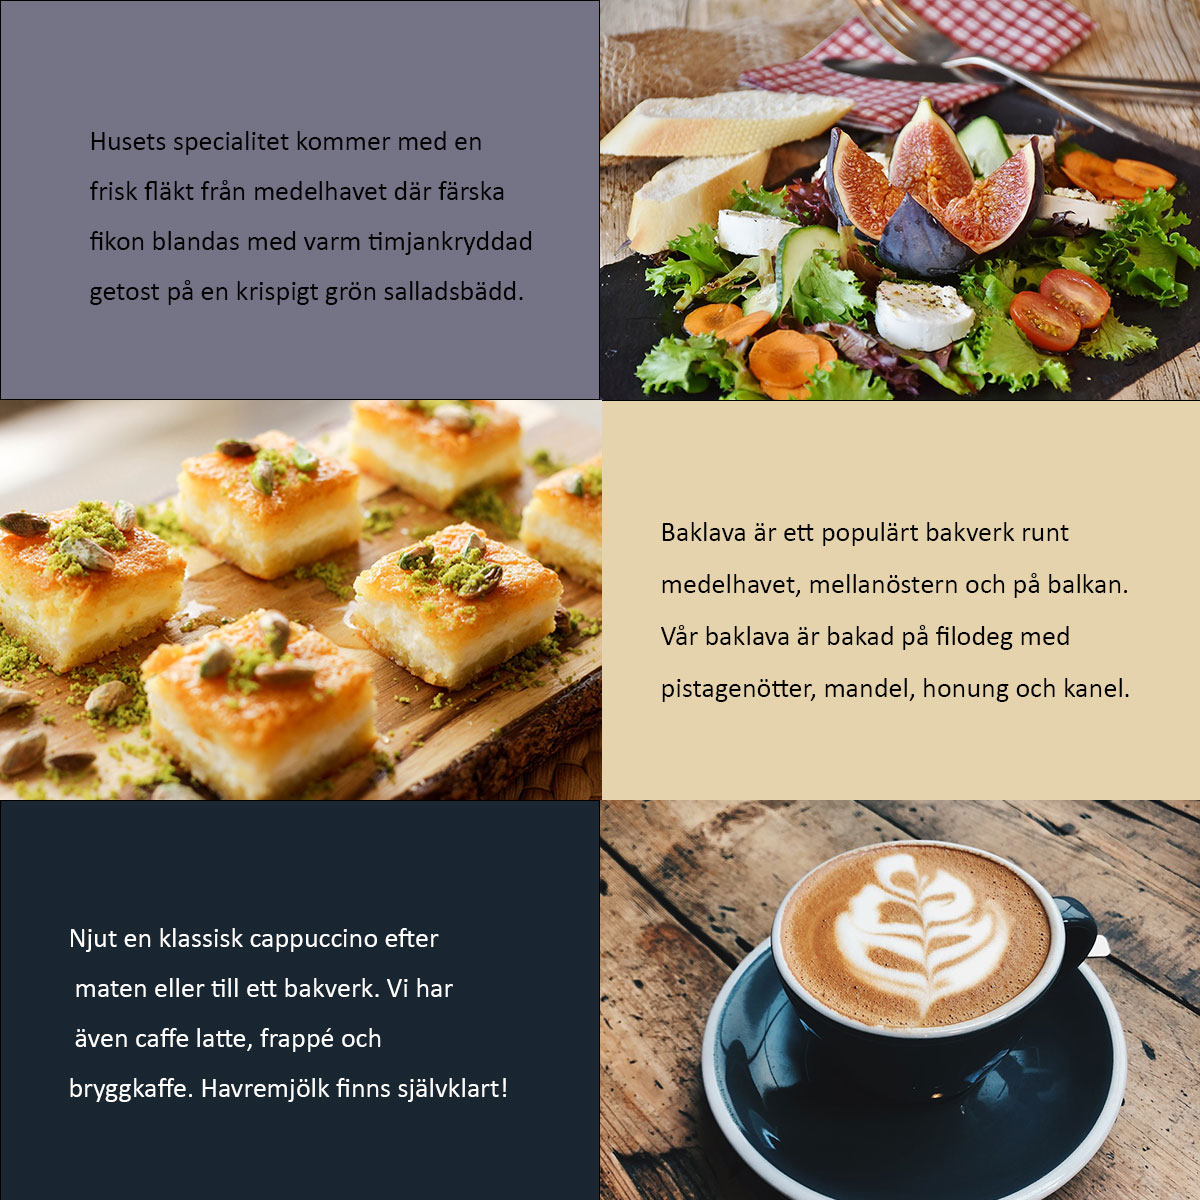 Husets specialitet kommer med en
frisk fläkt från medelhavet där färska
fikon blandas med varm timjankryddad
getost på en krispigt grön salladsbädd.
Baklava är ett populärt bakverk runt
medelhavet, mellanöstern och på balkan.
Vår baklava är bakad på filodeg med
pistagenötter, mandel, honung och kanel.
Njut en klassisk cappuccino efter
maten eller till ett bakverk. Vi har
även caffe latte, frappé och
bryggkaffe. Havremjölk finns självklart!